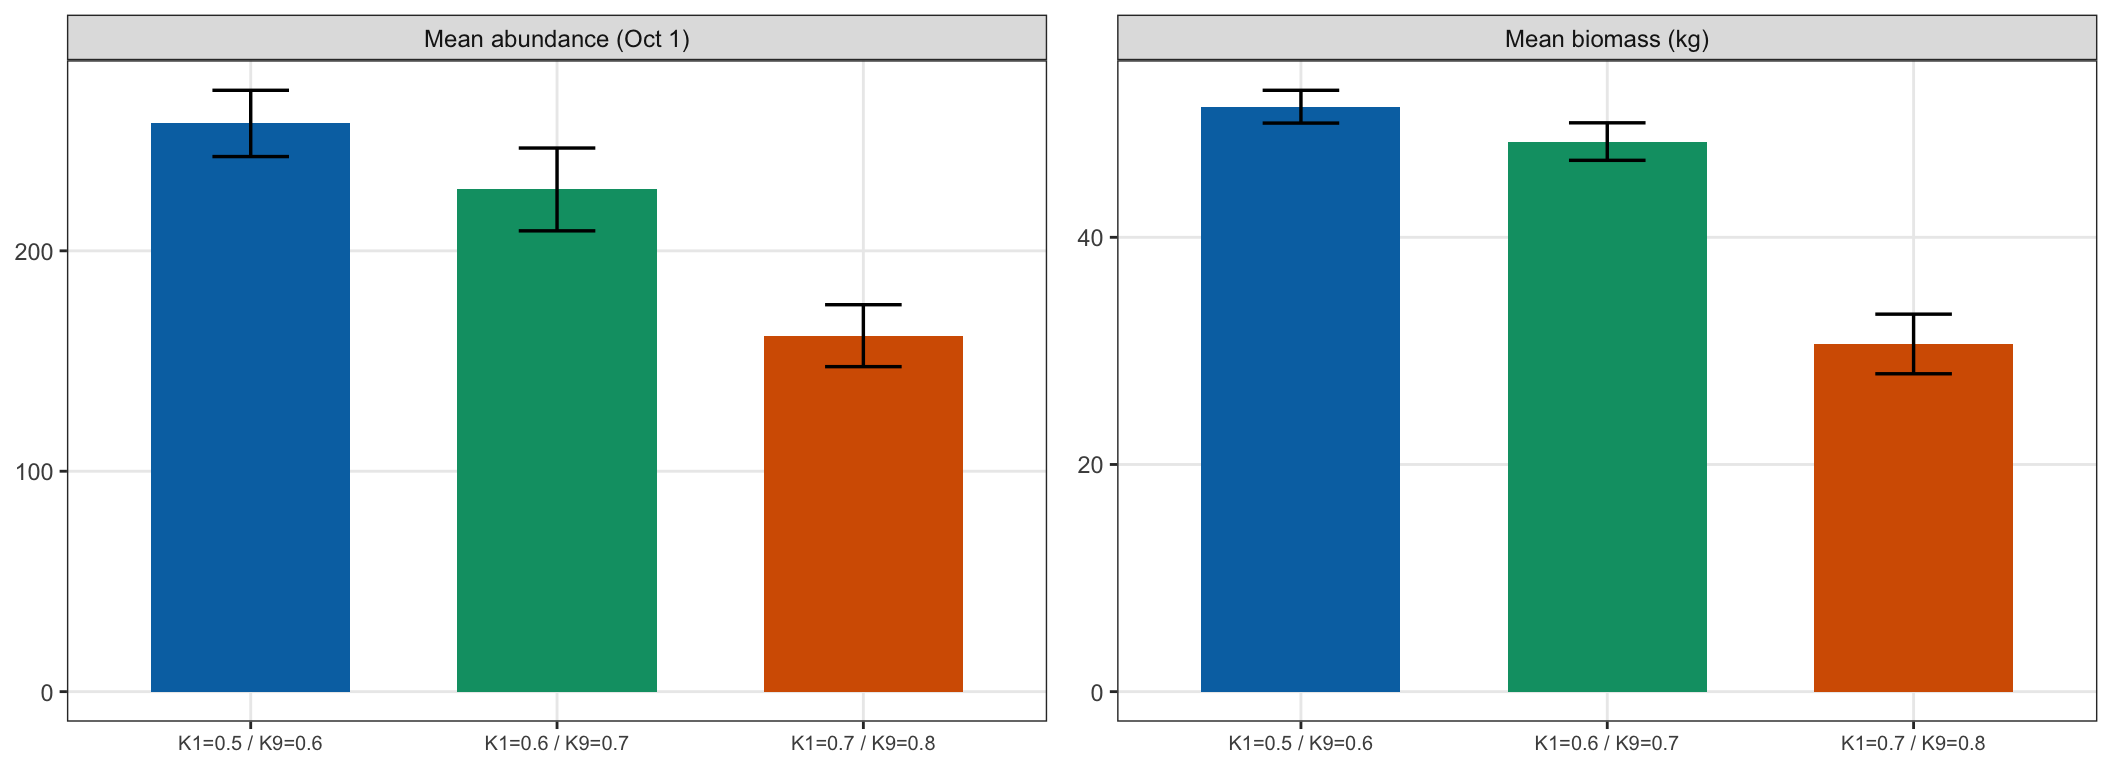 Mean abundance (Oct 1)
200
100
0
K1=0.5 / K9=0.6
K1=0.6 / K9=0.7
K1=0.7 / K9=0.8
Mean biomass (kg)
40
20
0
K1=0.5 / K9=0.6
K1=0.6 / K9=0.7
K1=0.7 / K9=0.8